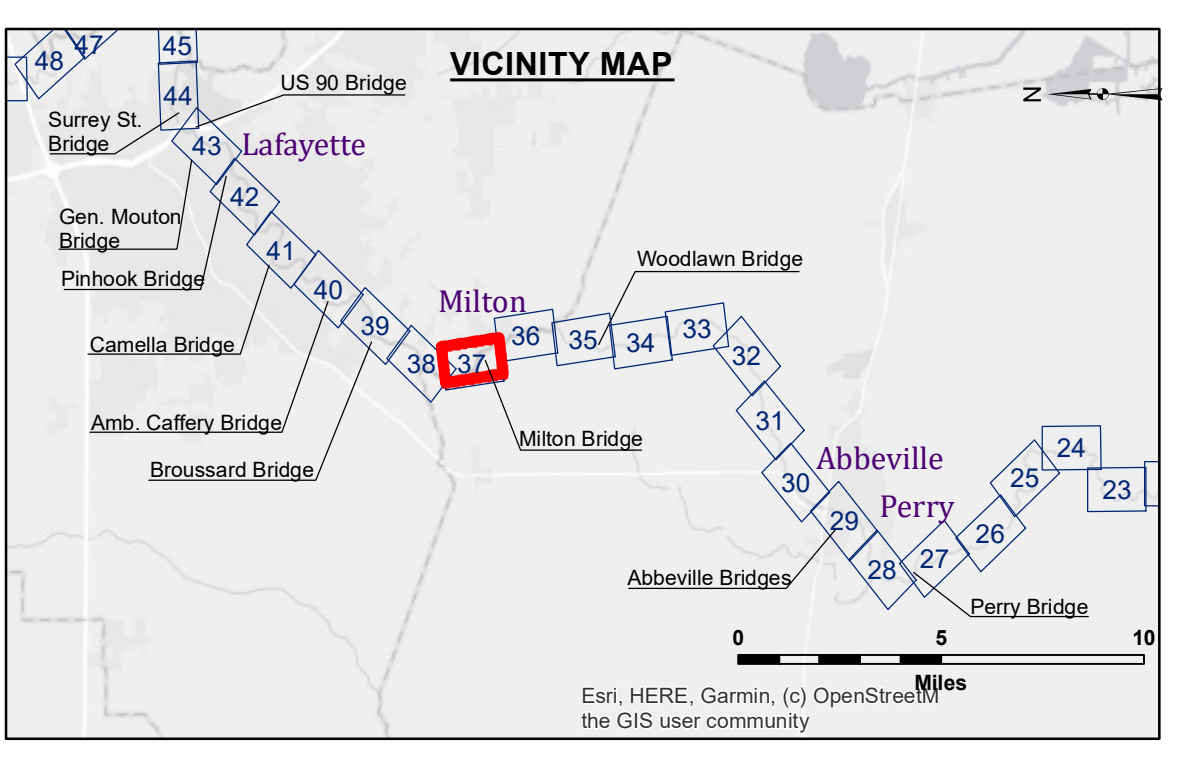 VICINITY MAP
48
47
45
44
43
42
41
40
39
38
37
36
35
34
33
32
31
30
29
28
27
26
25
24
23
US 90 Bridge
Surrey St.
Bridge
Lafayette
Gen. Mouton
Bridge
Pinhook Bridge
Camella Bridge
Amb. Caffery Bridge
Broussard Bridge
Milton
Milton Bridge
Woodlawn Bridge
Abbeville
Perry
Abbeville Bridges
Perry Bridge
N
0 5 10
Miles
Esri, HERE, Garmin, (c) OpenStreetM
the GIS user community